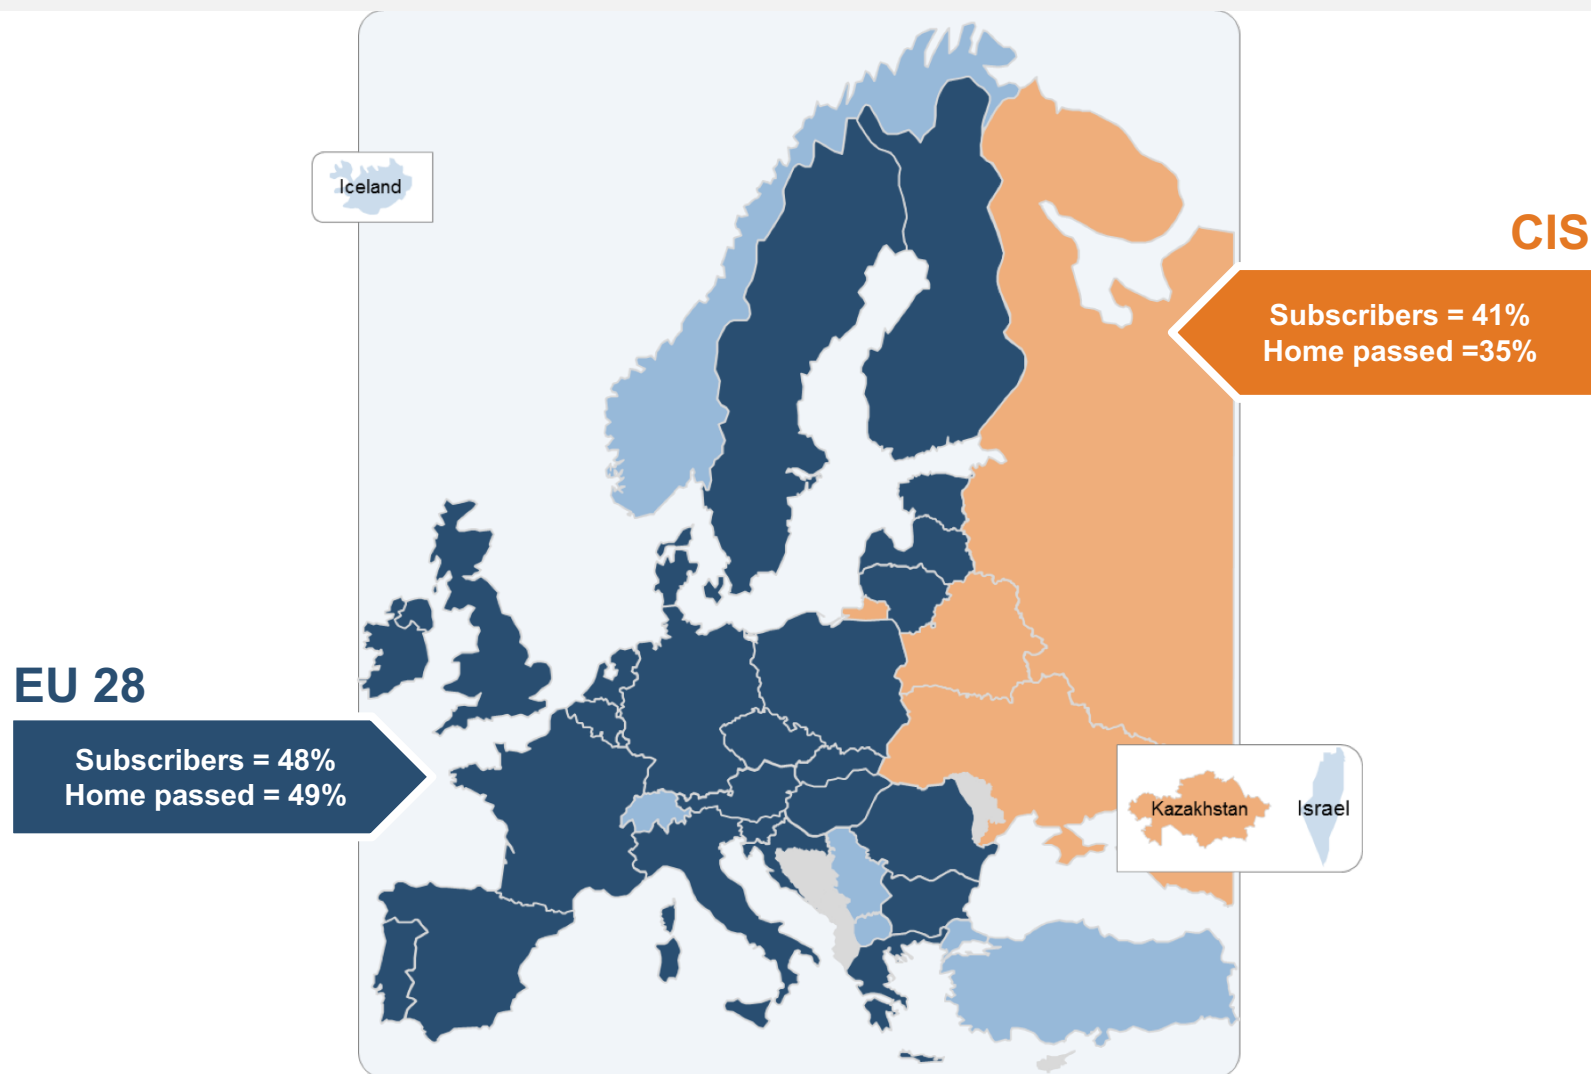 Iceland
CIS
Subscribers = 41%
Home passed =35%
EU 28
Subscribers = 48%
Home passed = 49%
Kazakhstan
Israel